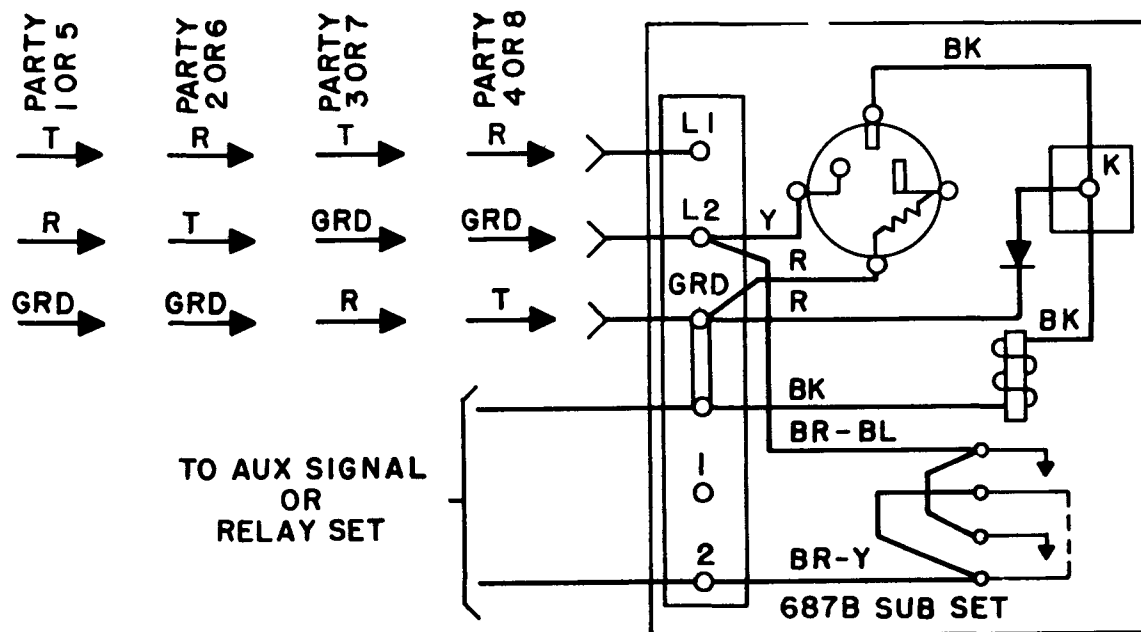 PARTY
1 OR 5
PARTY
2 OR 6
PARTY
3 OR 7
PARTY
4 OR 8
BK
T
R
T
R
L1
K
R
T
GRD
GRD
L2
Y
R
GRD
GRD
GRD
R
T
R
BK
BK
BR-BL
TO AUX SIGNAL
OR
RELAY SET
1
2
BR-Y
687B SUB SET